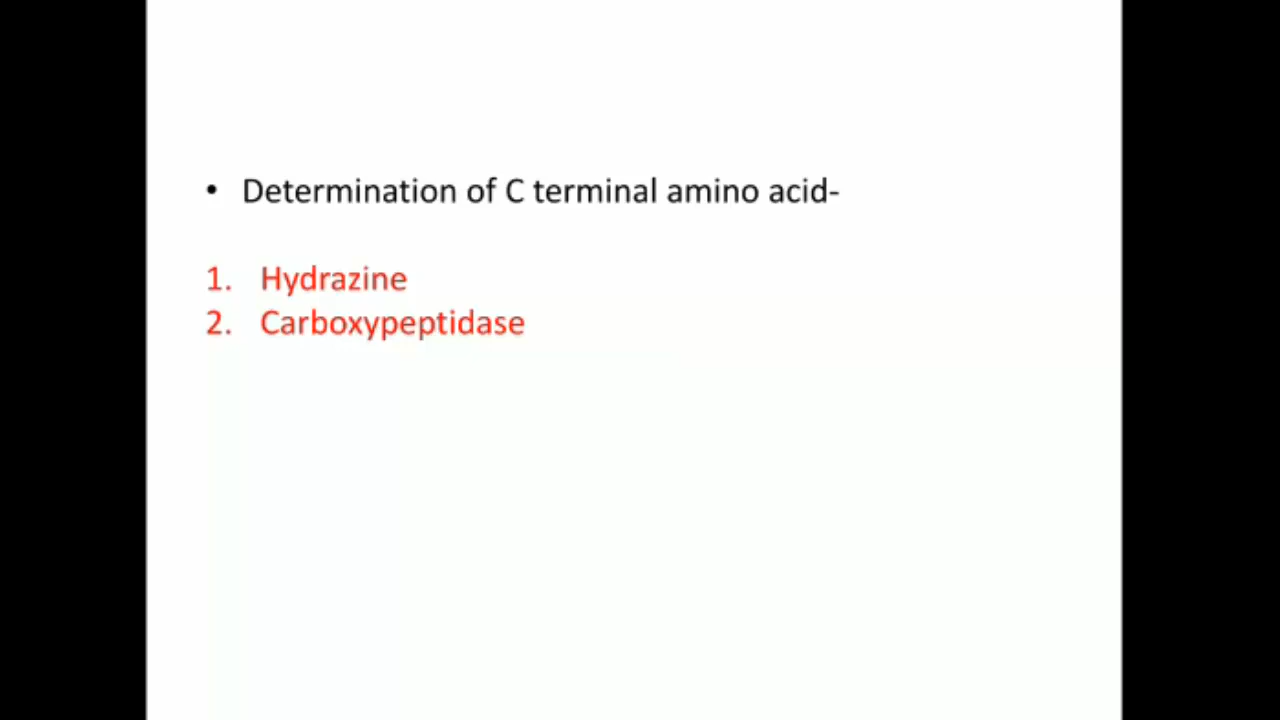 • Determination of C terminal amino acid-
1. Hydrazine
2. Carboxypeptidase